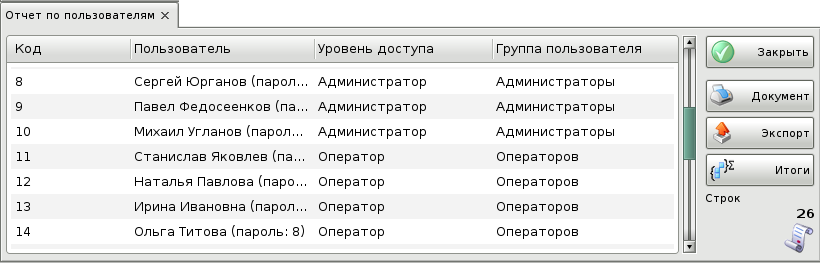 Отчет по пользователям
Код Пользователь Уровень доступа Группа пользователя
8 Сергей Юрганов (парол... Администратор Администраторы
9 Павел Федосеенков (па... Администратор Администраторы
10 Михаил Угланов (парол... Администратор Администраторы
11 Станислав Яковлев (па... Оператор Операторов
12 Наталья Павлова (паро... Оператор Операторов
13 Ирина Ивановна (парол... Оператор Операторов
14 Ольга Титова (пароль: 8) Оператор Операторов
Закрыть
Документ
Экспорт
Итоги
Строк
26